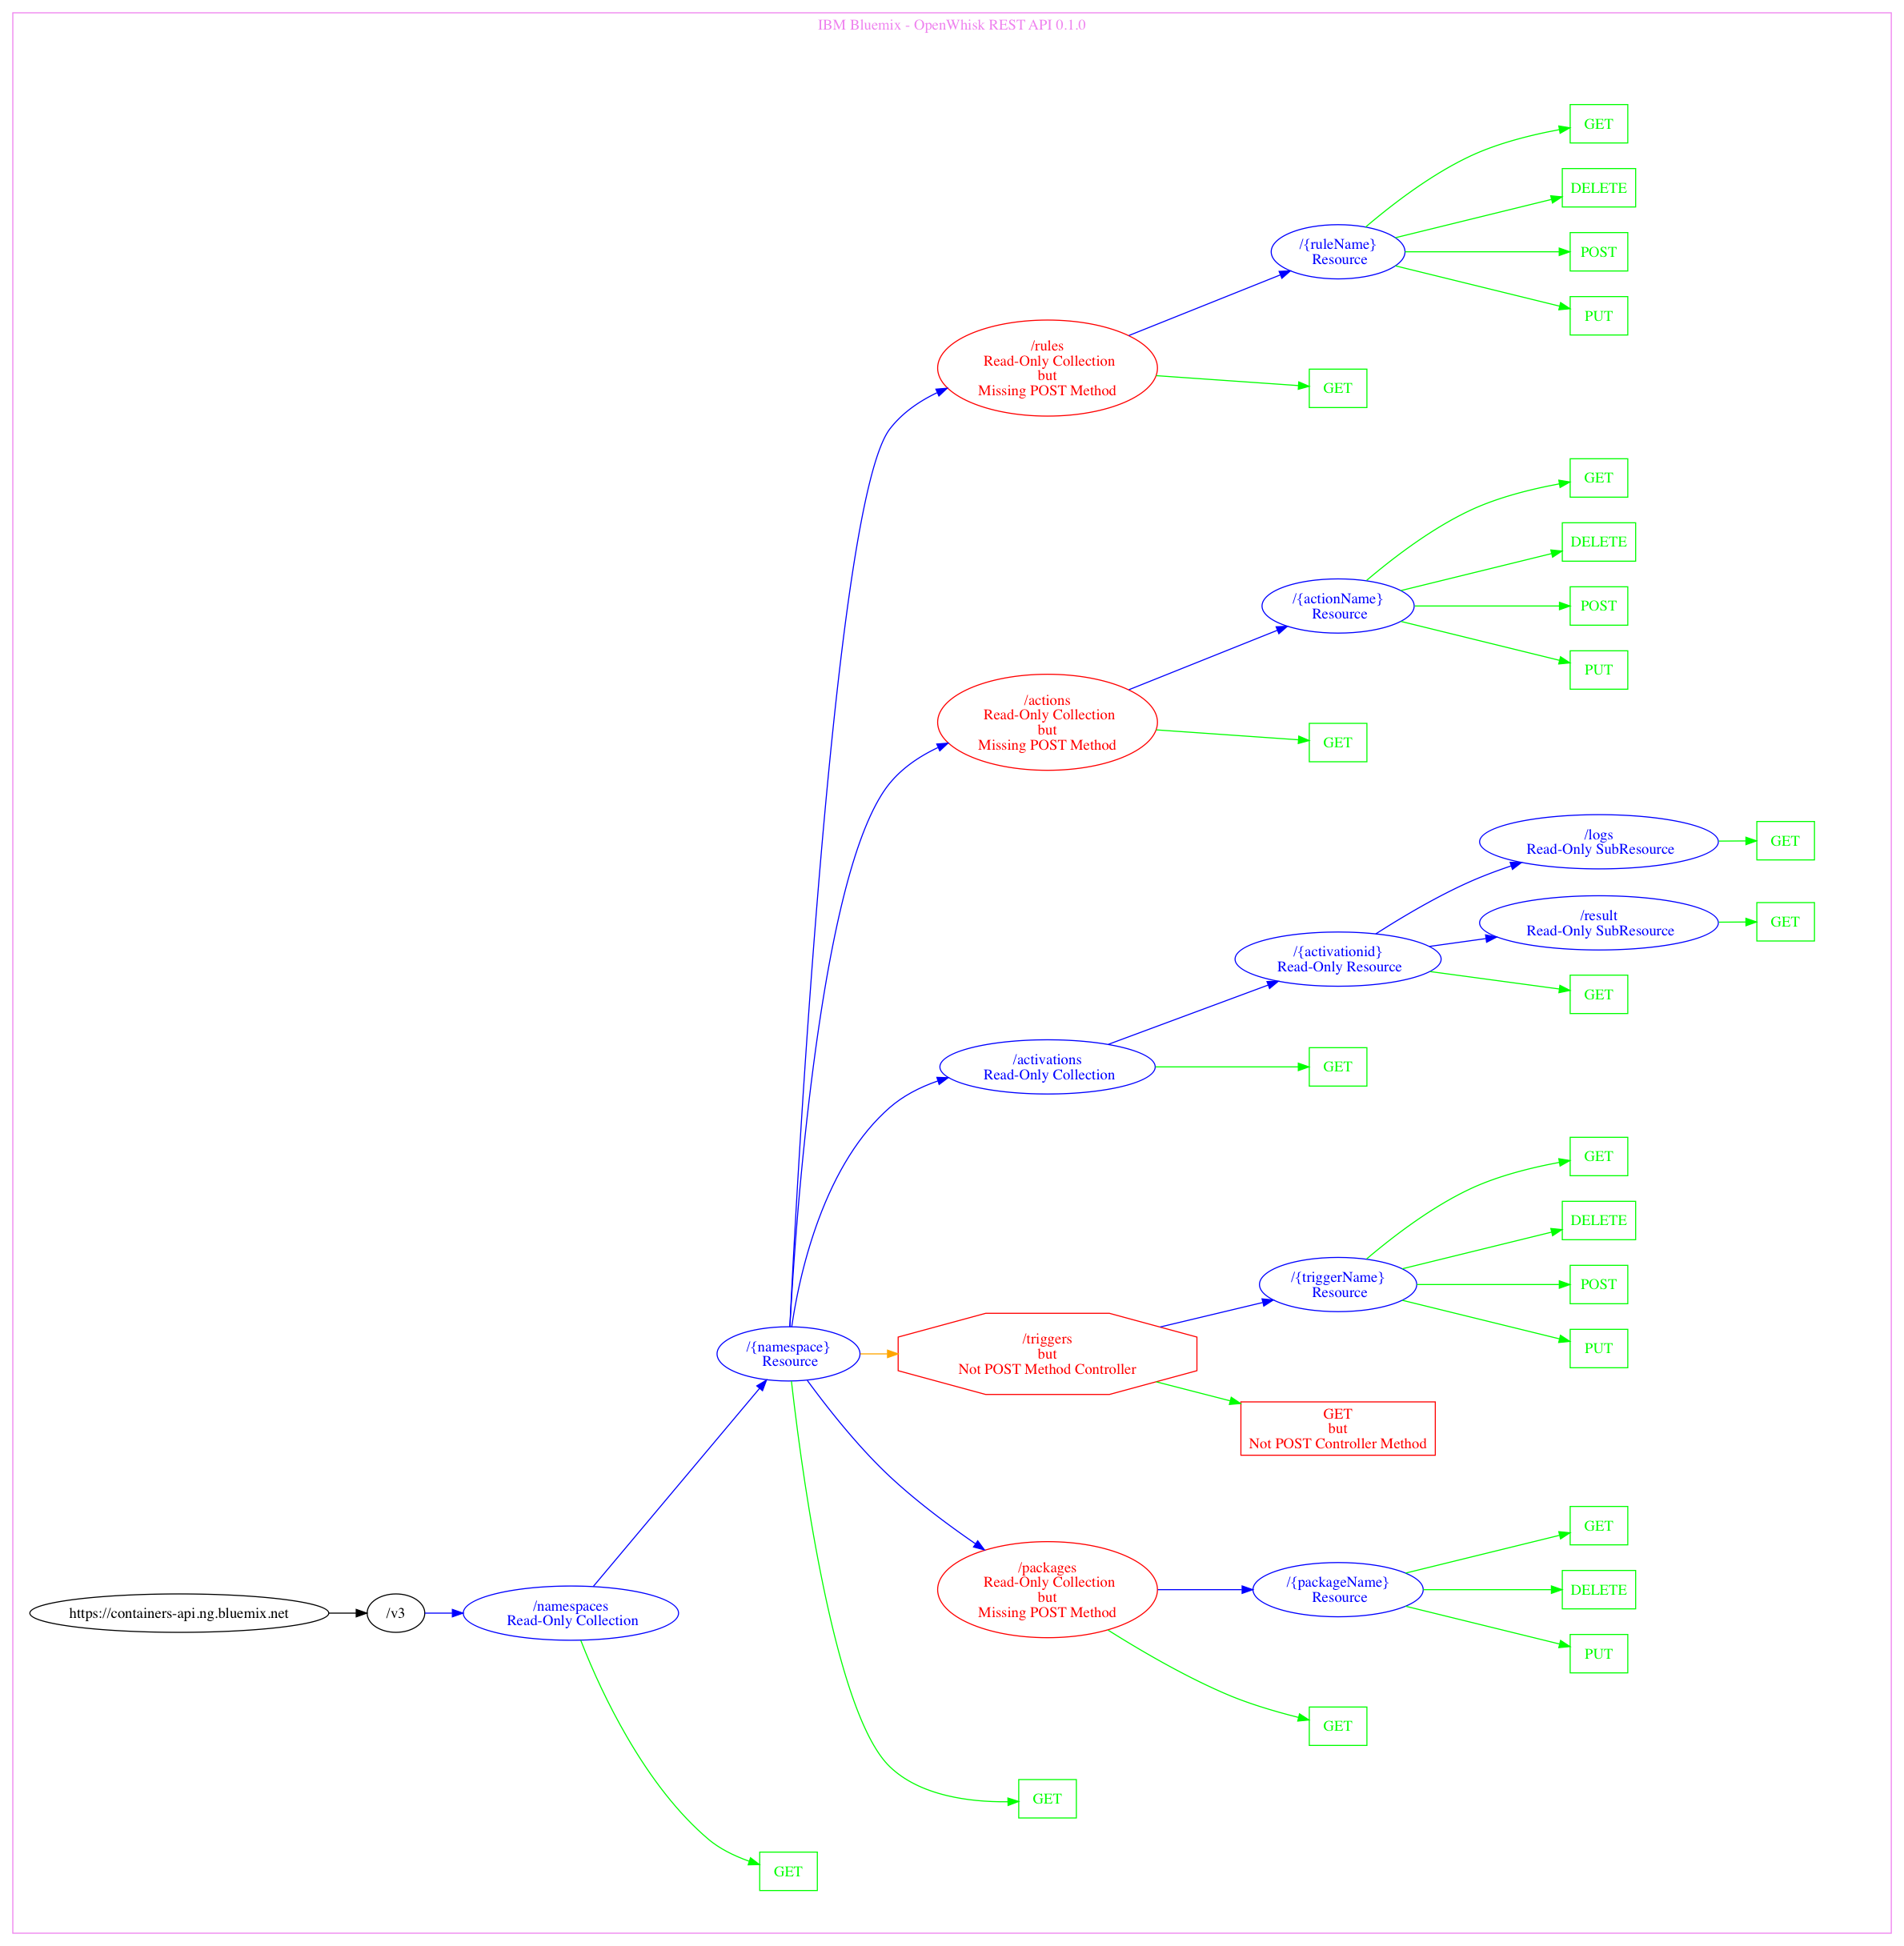 IBM Bluemix - OpenWhisk REST API 0.1.0
GET
DELETE
/{ruleName}
Resource
POST
PUT
/rules
Read-Only Collection
but
Missing POST Method
GET
GET
DELETE
/{actionName}
Resource
POST
PUT
/actions
Read-Only Collection
but
Missing POST Method
GET
/logs
Read-Only SubResource
GET
/result
Read-Only SubResource
GET
/{activationid}
Read-Only Resource
GET
/activations
Read-Only Collection
GET
GET
DELETE
/{triggerName}
Resource
POST
PUT
/{namespace}
Resource
/triggers
but
Not POST Method Controller
GET
but
Not POST Controller Method
GET
/packages
Read-Only Collection
but
Missing POST Method
/{packageName}
Resource
DELETE
https://containers-api.ng.bluemix.net
/v3
/namespaces
Read-Only Collection
PUT
GET
GET
GET